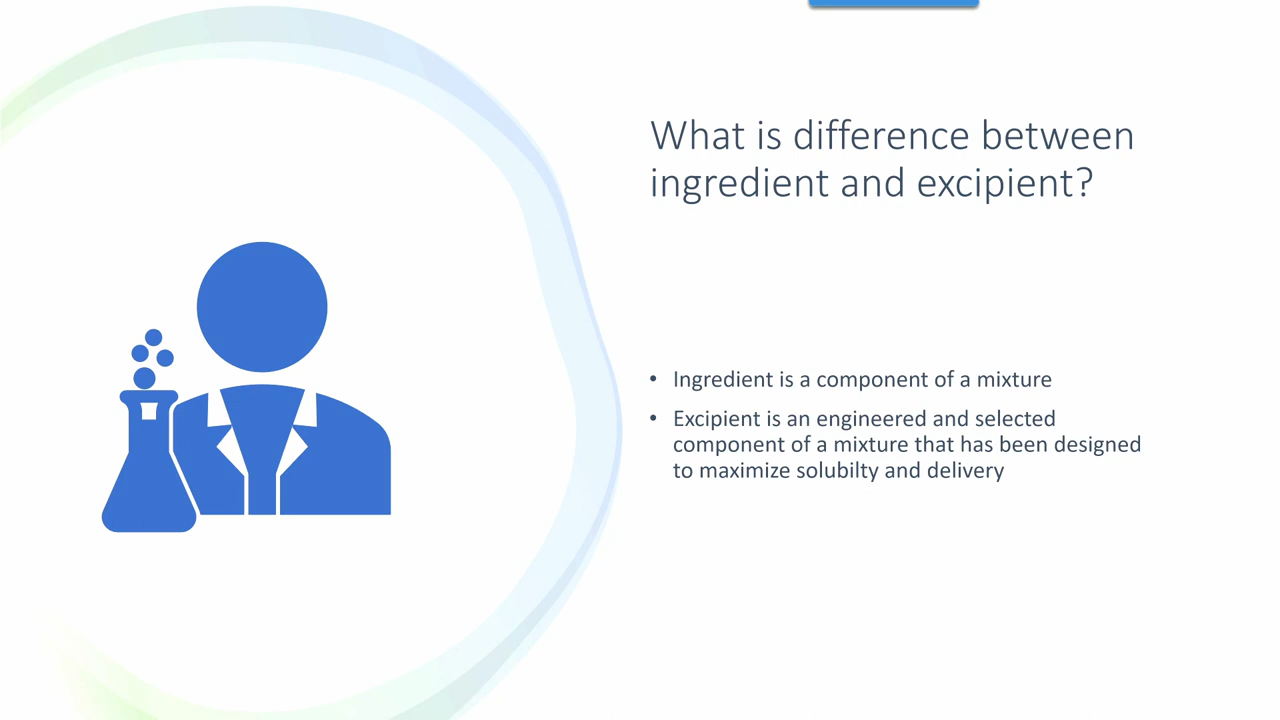 What is difference between
ingredient and excipient?
• Ingredient is a component of a mixture
• Excipient is an engineered and selected
component of a mixture that has been designed
to maximize solubilty and delivery